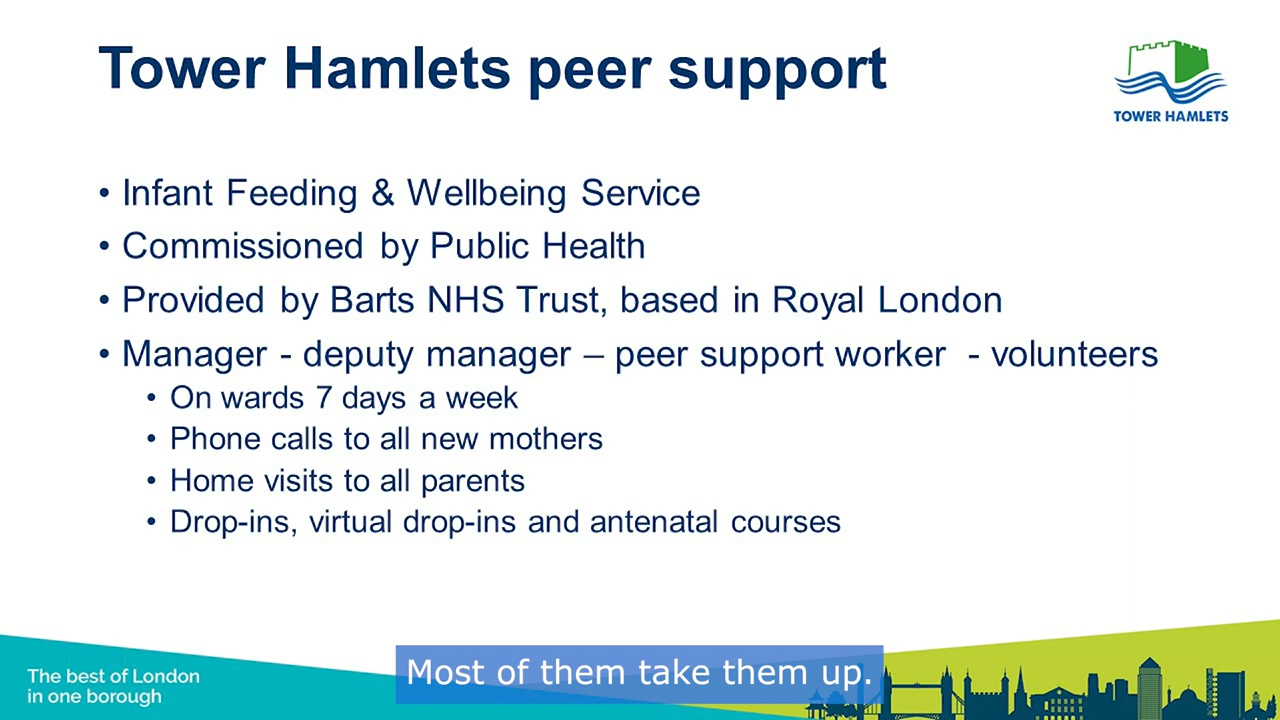 Tower Hamlets peer support
TOWER HAMLETS
• Infant Feeding & Wellbeing Service
• Commissioned by Public Health
• Provided by Barts NHS Trust, based in Royal London
• Manager - deputy manager – peer support worker - volunteers
• On wards 7 days a week
• Phone calls to all new mothers
• Home visits to all parents
• Drop-ins, virtual drop-ins and antenatal courses
The best of London
in one borough
Most of them take them up.